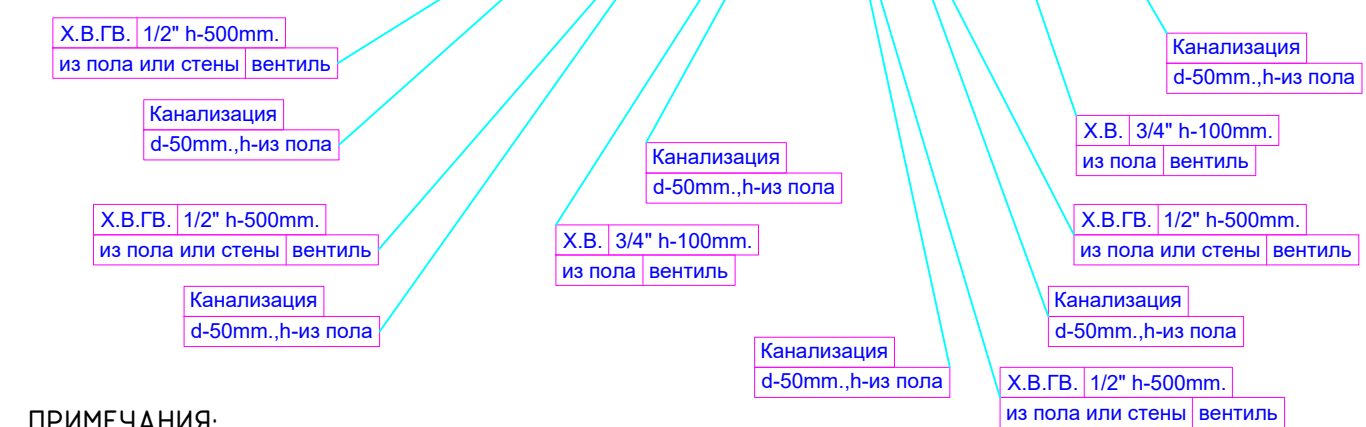 Х.В.ГВ. 1/2" h-500mm.
из пола или стены вентиль
Канализация
d-50mm.,h-из пола
Канализация
d-50mm.,h-из пола
Х.В. 3/4" h-100mm.
из пола вентиль
Канализация
d-50mm.,h-из пола
Х.В.ГВ. 1/2" h-500mm.
из пола или стены вентиль
Х.В. 3/4" h-100mm.
из пола вентиль
Х.В.ГВ. 1/2" h-500mm.
из пола или стены вентиль
Канализация
d-50mm.,h-из пола
Канализация
d-50mm.,h-из пола
Канализация
d-50mm.,h-из пола
Х.В.ГВ. 1/2" h-500mm.
из пола или стены вентиль
ПРИМЕЧАНИЯ: